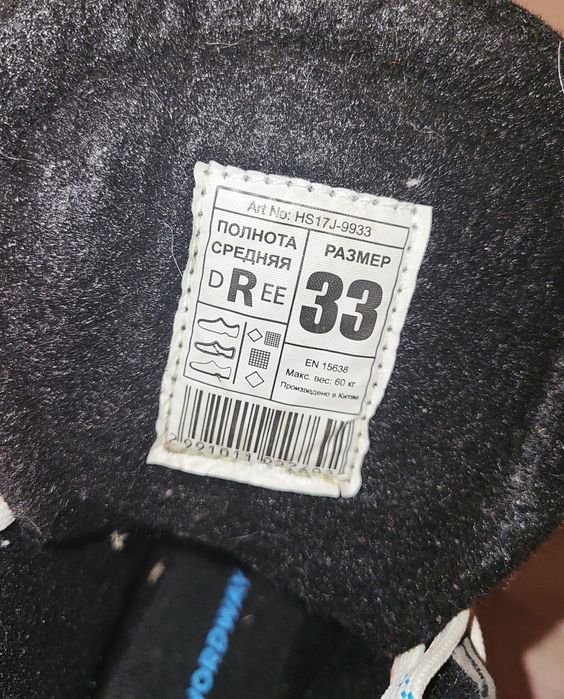 Art No: HS17J-9933
ПОЛНОТА
СРЕДНЯЯ
D R EE
РАЗМЕР
33
EN 15638
Макс. вес: 60 кг
Произведено в Китае
NORDWAY